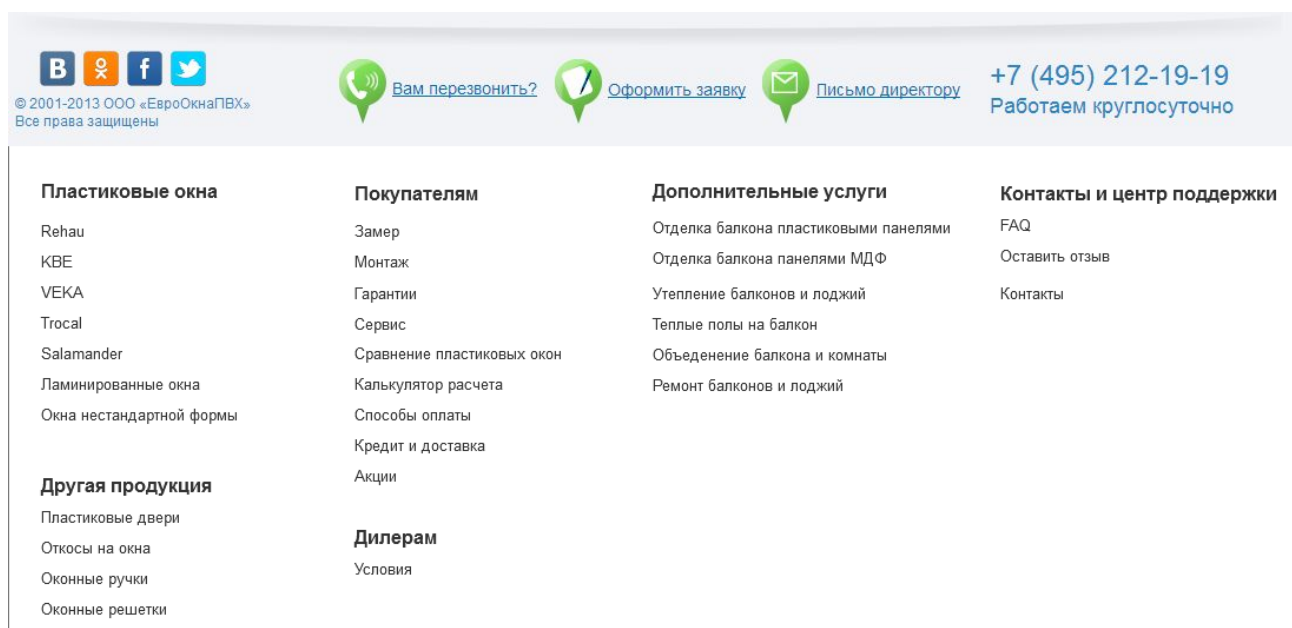 © 2001-2013 ООО «ЕвроОкнаПВХ»
Все права защищены
Вам перезвонить?
Оформить заявку
Письмо директору
+7 (495) 212-19-19
Работаем круглосуточно
Пластиковые окна
Rehau
KBE
VEKA
Trocal
Salamander
Ламинированные окна
Окна нестандартной формы
Другая продукция
Пластиковые двери
Откосы на окна
Оконные ручки
Оконные решетки
Покупателям
Замер
Монтаж
Гарантии
Сервис
Сравнение пластиковых окон
Калькулятор расчета
Способы оплаты
Кредит и доставка
Акции
Дилерам
Условия
Дополнительные услуги
Отделка балкона пластиковыми панелями
Отделка балкона панелями МДФ
Утепление балконов и лоджий
Теплые полы на балкон
Объеденение балкона и комнаты
Ремонт балконов и лоджий
Контакты и центр поддержки
FAQ
Оставить отзыв
Контакты